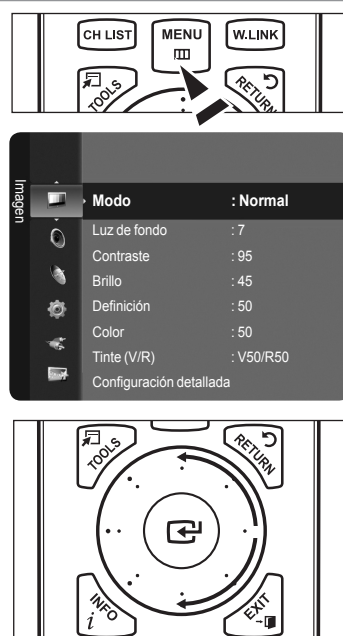 CH LIST
MENU
W.LINK
TOOLS
RETURN
Imagen
Modo : Normal
Luz de fondo : 7
Contraste : 95
Brillo : 45
Definición : 50
Color : 50
Tinte (V/R) : V50/R50
Configuración detallada
TOOLS
RETURN
INFO
i
EXIT